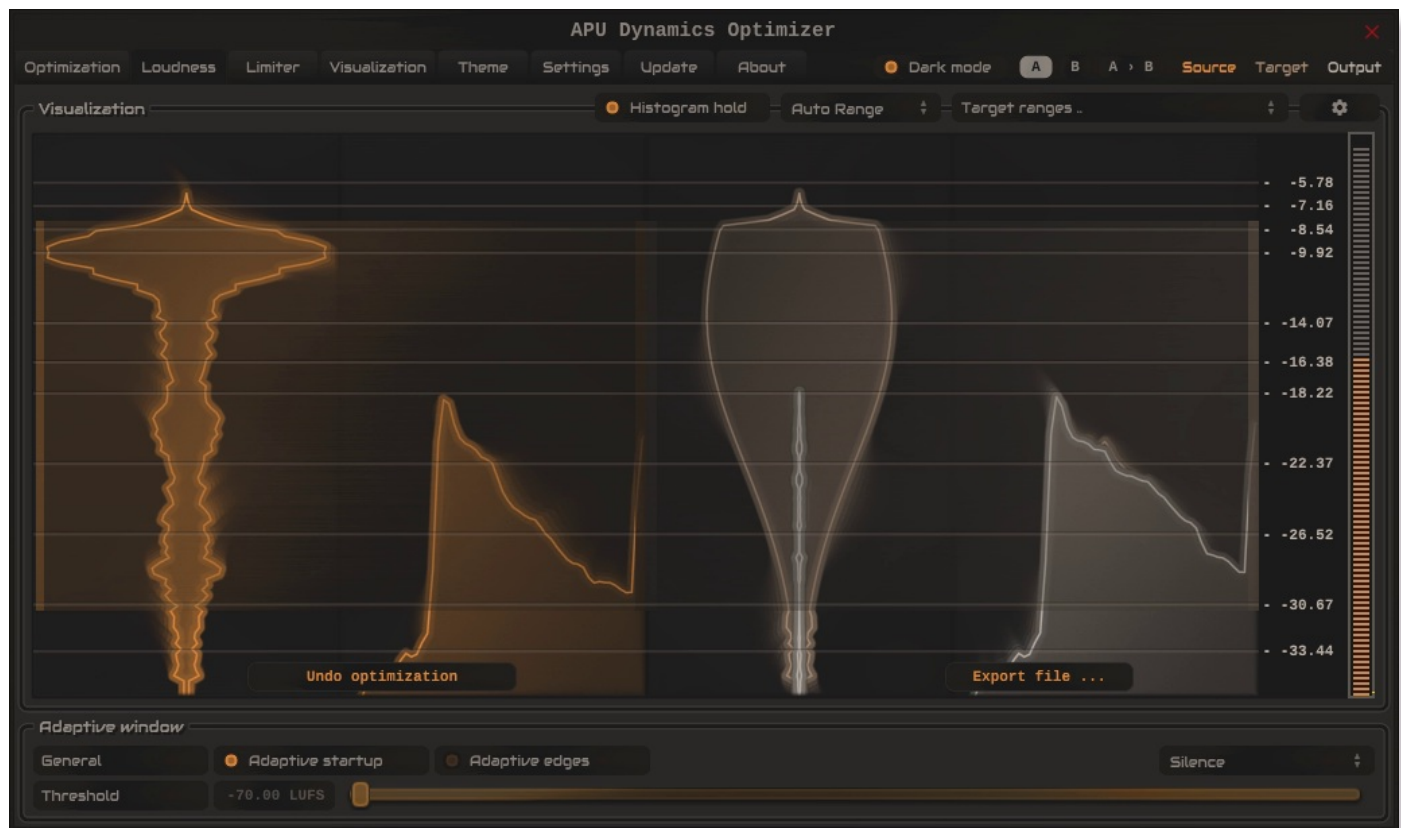 APU Dynamics Optimizer
Optimization Loudness Limiter Visualization Theme Settings Update About Dark mode A B A › B Source Target Output
Visualization Histogram hold Auto Range Target ranges ..
- -5.78
- -7.16
- -8.54
- -9.92
- -14.07
- -16.38
- -18.22
- -22.37
- -26.52
- -30.67
- -33.44
Undo optimization Export file ...
Adaptive window
General Adaptive startup Adaptive edges Silence
Threshold -70.00 LUFS